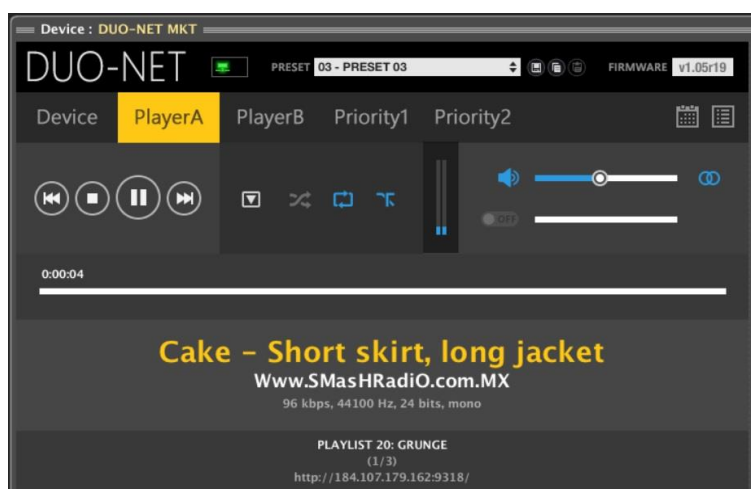 Device : DUO-NET MKT
DUO-NET PRESET 03 - PRESET 03 FIRMWARE v1.05r19
Device PlayerA PlayerB Priority1 Priority2
OFF
0:00:04
Cake – Short skirt, long jacket
Www.SMasHRadiO.com.MX
96 kbps, 44100 Hz, 24 bits, mono
PLAYLIST 20: GRUNGE
(1/3)
http://184.107.179.162:9318/